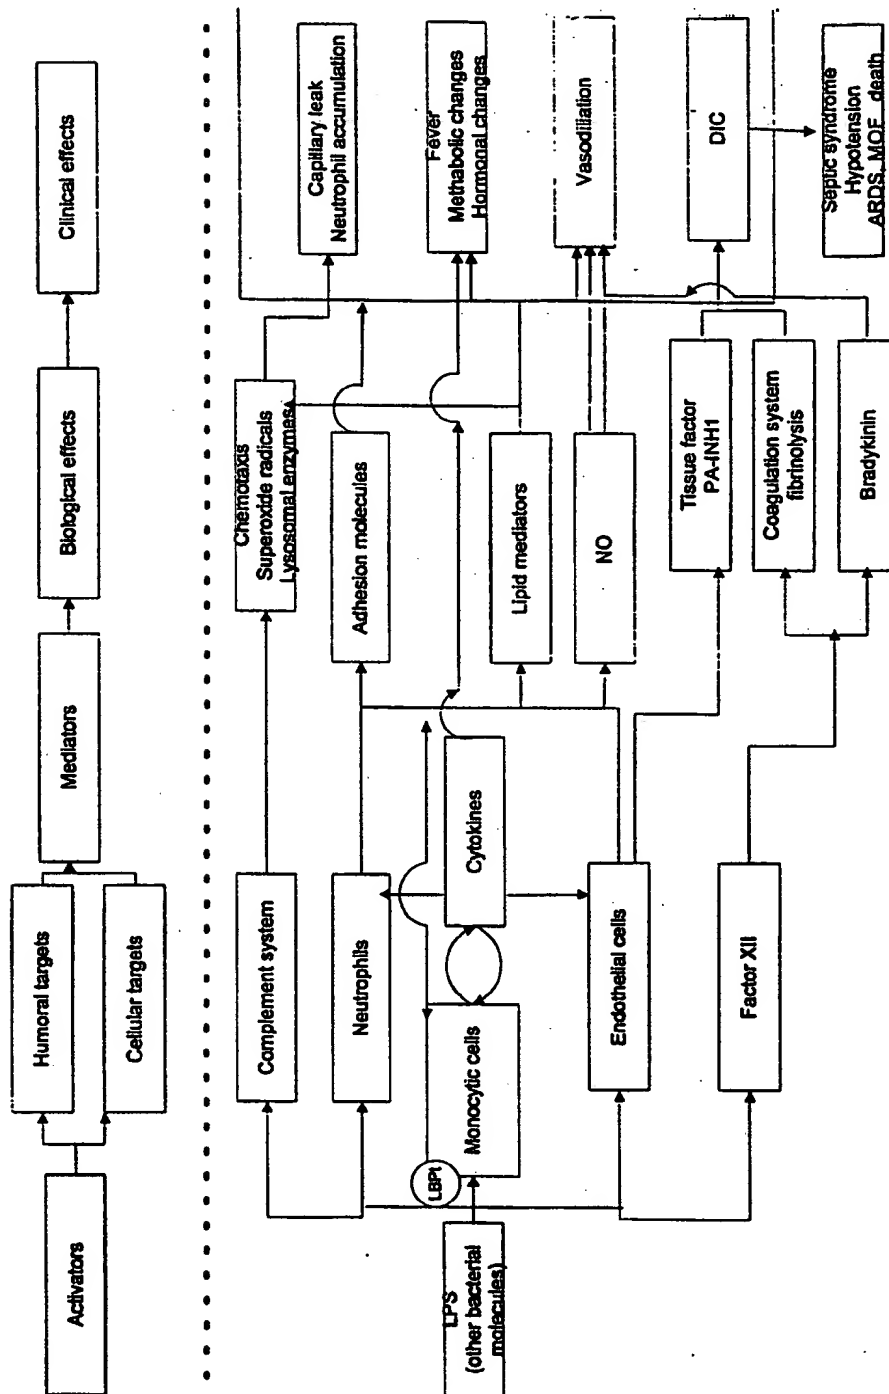 Activators
Humoral targets
Cellular targets
Mediators
Biological effects
Clinical effects
LPS
(other bacterial
molecules)
LBPt
Complement system
Neutrophils
Monocytic cells
Cytokines
Endothelial cells
Factor XII
Chemotaxis
Superoxide radicals
Lysosomal enzymes
Adhesion molecules
Lipid mediators
NO
Tissue factor
PA-INH1
Coagulation system
fibrinolysis
Bradykinin
Capillary leak
Neutrophil accumulation
Fever
Methabolic changes
Hormonal changes
Vasodiliation
DIC
Septic syndrome
Hypotension
ARDS, MOF, death